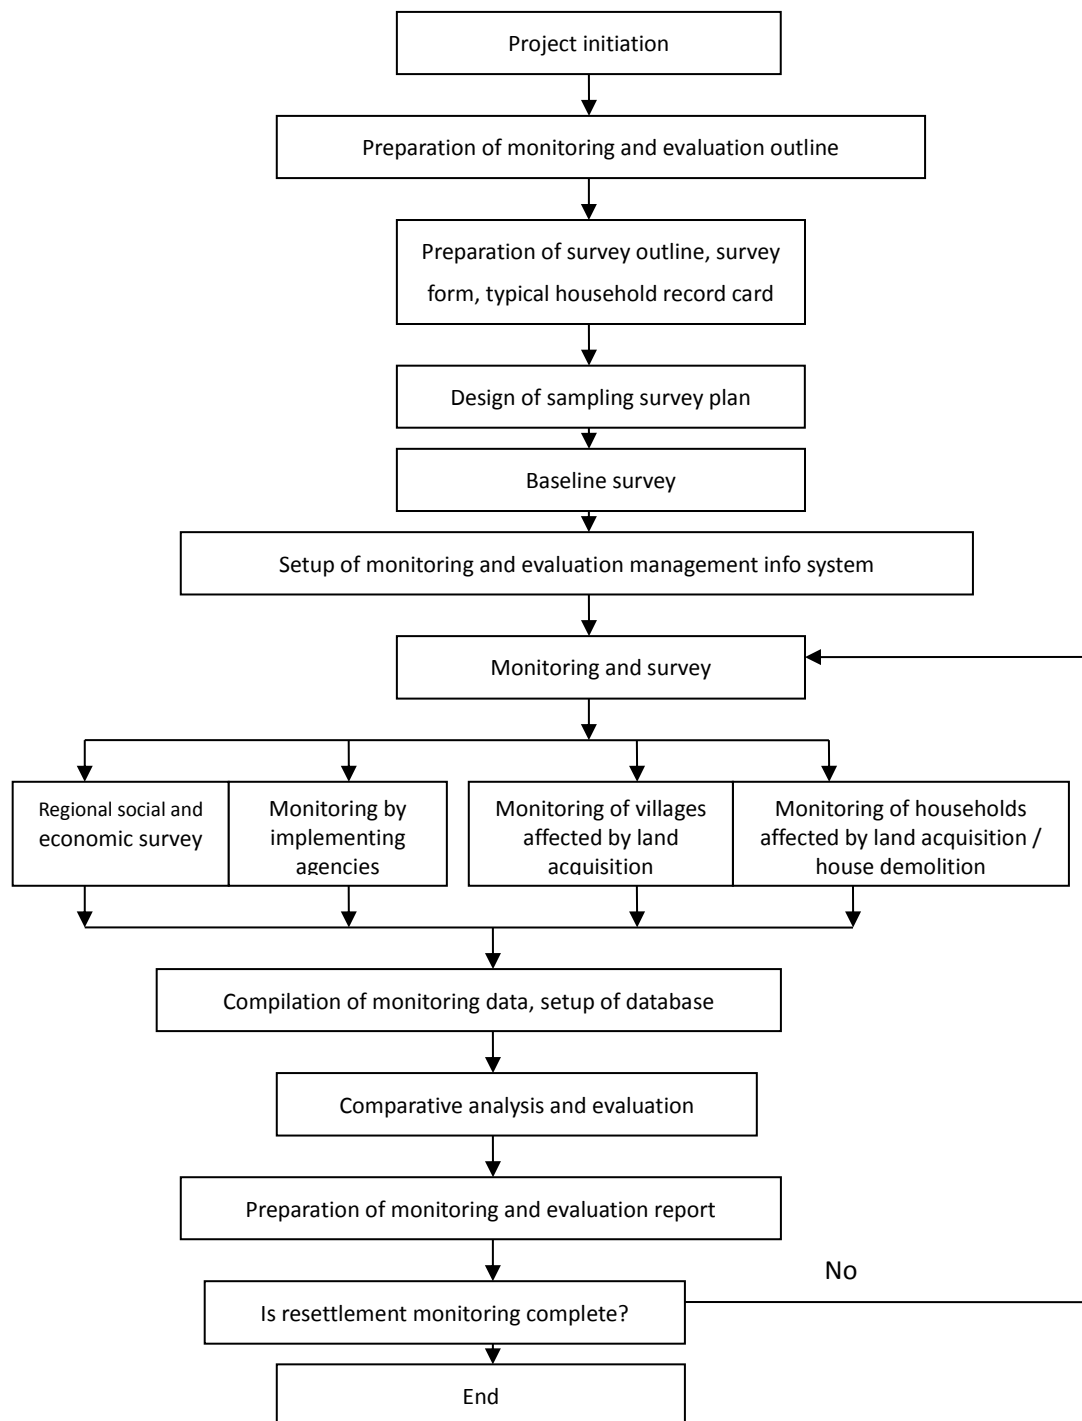 Project initiation
Preparation of monitoring and evaluation outline
Preparation of survey outline, survey
form, typical household record card
Design of sampling survey plan
Baseline survey
Setup of monitoring and evaluation management info system
Monitoring and survey
Regional social and
economic survey
Monitoring by
implementing
agencies
Monitoring of villages
affected by land
acquisition
Monitoring of households
affected by land acquisition /
house demolition
Compilation of monitoring data, setup of database
Comparative analysis and evaluation
Preparation of monitoring and evaluation report
No
Is resettlement monitoring complete?
End